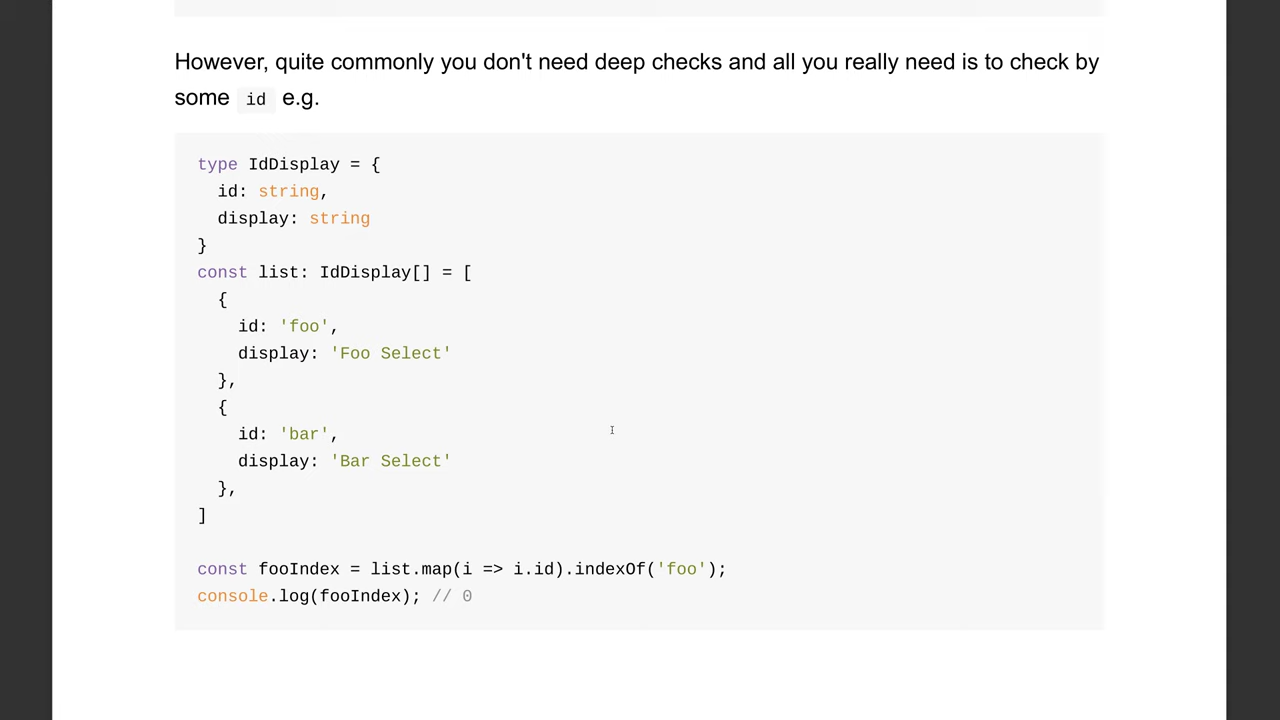 However, quite commonly you don't need deep checks and all you really need is to check by
some id e.g.
type IdDisplay = {
  id: string,
  display: string
}
const list: IdDisplay[] = [
  {
    id: 'foo',
    display: 'Foo Select'
  },
  {
    id: 'bar',
    display: 'Bar Select'
  },
]

const fooIndex = list.map(i => i.id).indexOf('foo');
console.log(fooIndex); // 0